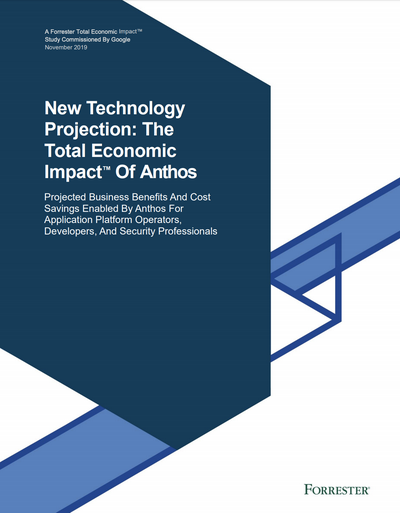 A Forrester Total Economic Impact™
Study Commissioned By Google
November 2019
New Technology
Projection: The
Total Economic
Impact™ Of Anthos
Projected Business Benefits And Cost
Savings Enabled By Anthos For
Application Platform Operators,
Developers, And Security Professionals
FORRESTER®